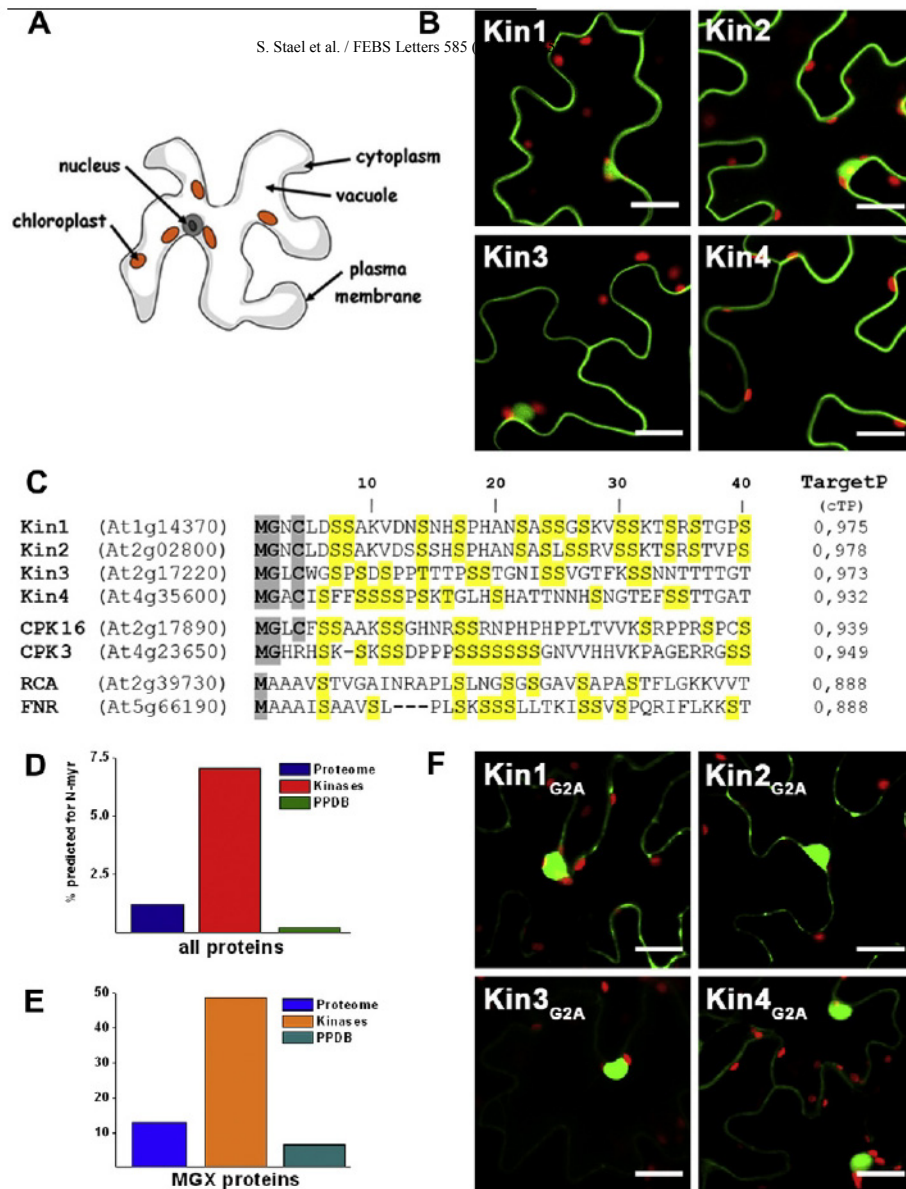 A
S. Stael et al. / FEBS Letters 585 (
nucleus
chloroplast
cytoplasm
vacuole
plasma
membrane
B
Kin1
Kin2
Kin3
Kin4
C
10 20 30 40 TargetP
(cTP)
Kin1 (At1g14370) MGNCLDSSAKVDNSNHSPHANSASSGSKVSSKTSRSTGPS 0,975
Kin2 (At2g02800) MGNCLDSSAKVDSSSHSPHANSASLSSRVSSKTSRSTVPS 0,978
Kin3 (At2g17220) MGLCWGSPSDSPPTTTPSSTGNISSVGTFKSSNNTTTTGT 0,973
Kin4 (At4g35600) MGACISFFSSSSPSKTGLHSHATTNNHSNGTEFSSTTGAT 0,932
CPK16 (At2g17890) MGLCFSSAAKSSGHNRSSRNPHPHPPLTVVKSRPPRSPCS 0,939
CPK3 (At4g23650) MGHRHSK-SKSSDPPPSSSSSSSGNVVHHVKPAGERRGSS 0,949
RCA (At2g39730) MAAAVSTVGAINRAPLSLNGSGSGAVSAPASTFLGKKVVT 0,888
FNR (At5g66190) MAAAISAAVSL---PLSKSSSLLTKISSVSPQRIFLKKST 0,888
D
% predicted for N-myr
7.5
5.0
2.5
Proteome
Kinases
PPDB
all proteins
E
50
40
30
20
10
Proteome
Kinases
PPDB
MGX proteins
F
Kin1G2A
Kin2G2A
Kin3G2A
Kin4G2A